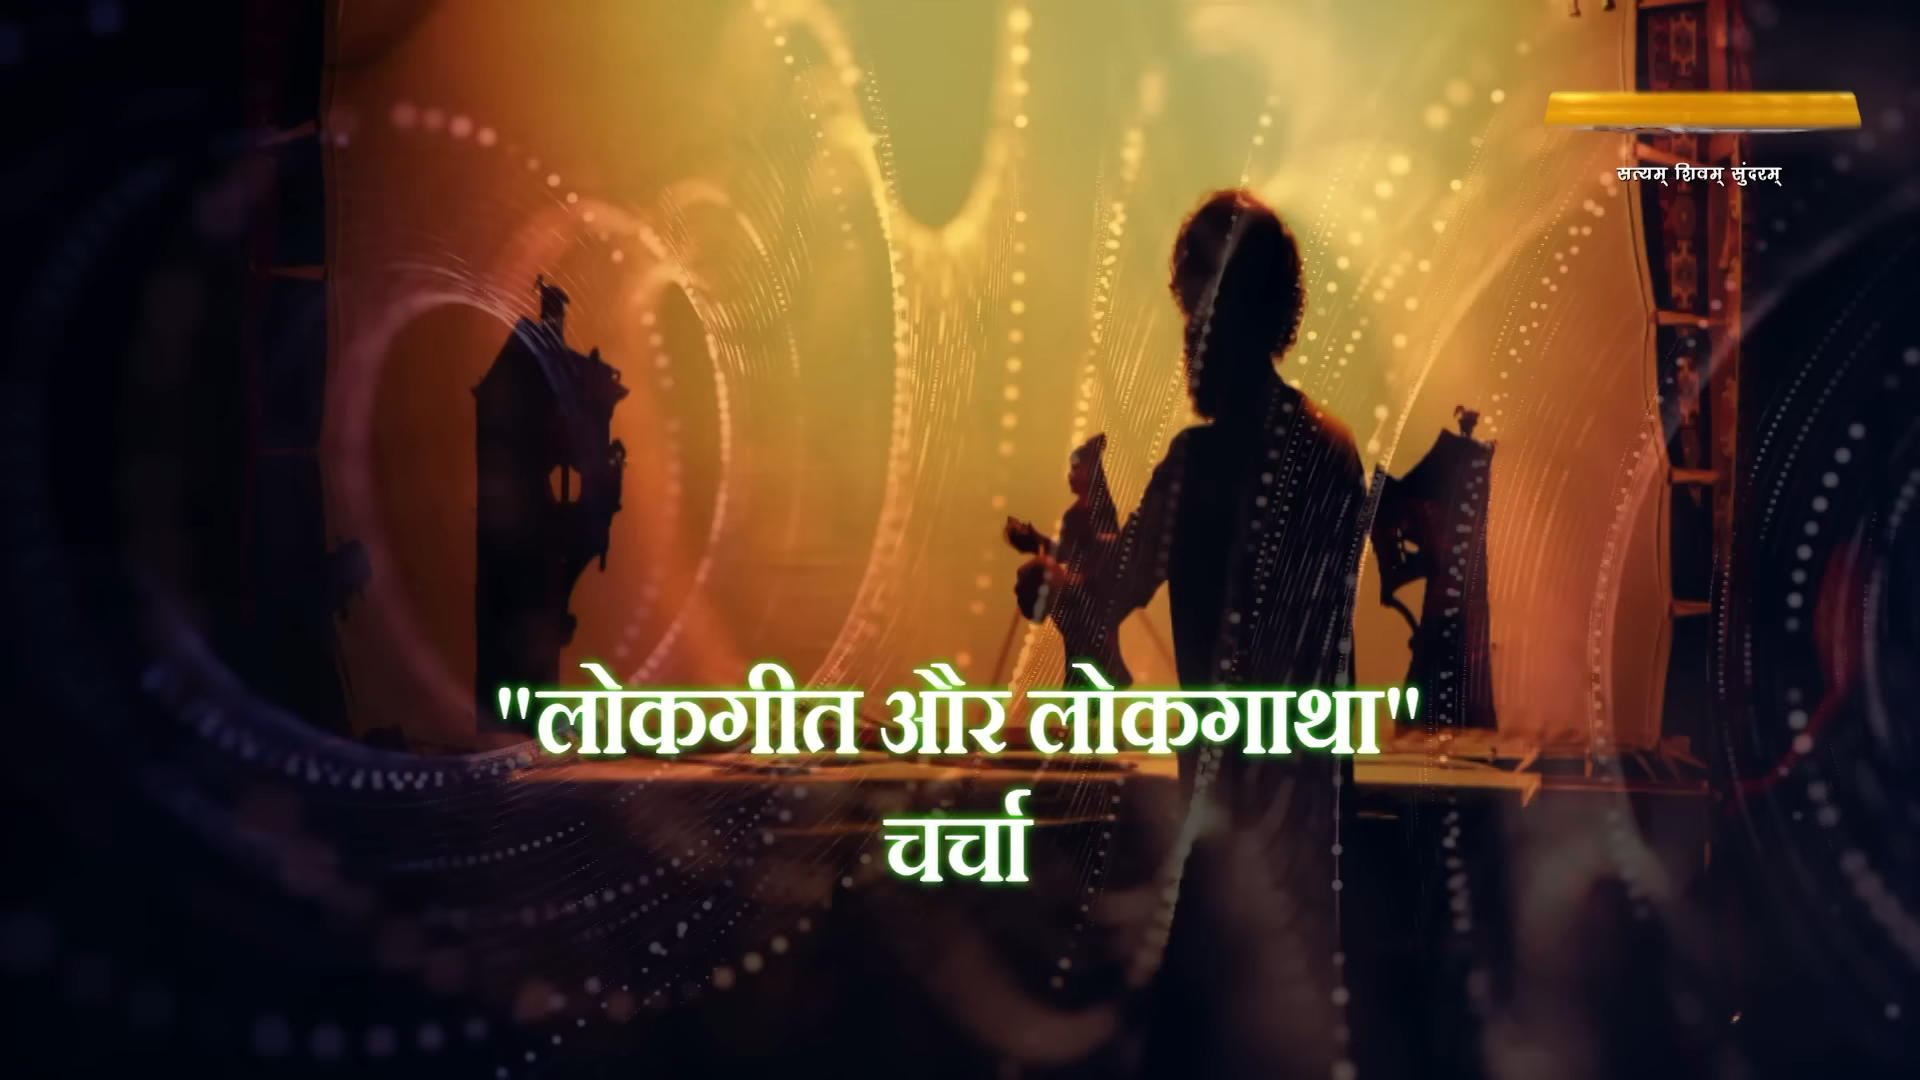 सत्यम् शिवम् सुंदरम्
"लोकगीत और लोकगाथा"
चर्चा